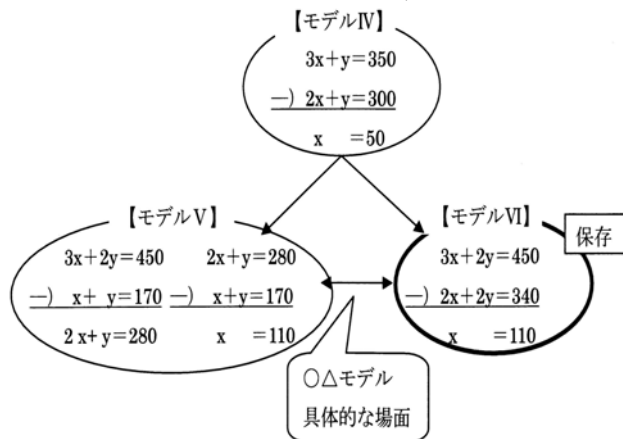 【モデルⅣ】
3x+y=350
―) 2x+y=300
x =50
【モデルⅤ】
3x+2y=450 2x+y=280
―) x+ y=170 ―) x+y=170
2x+y=280 x =110
【モデルⅥ】
保存
3x+2y=450
―) 2x+2y=340
x =110
○△モデル
具体的な場面